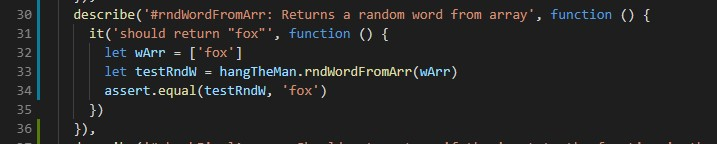 30 describe('#rndWordFromArr: Returns a random word from array', function () {
31 it('should return "fox"', function () {
32 let wArr = ['fox']
33 let testRndW = hangTheMan.rndWordFromArr(wArr)
34 assert.equal(testRndW, 'fox')
35 })
36 }),